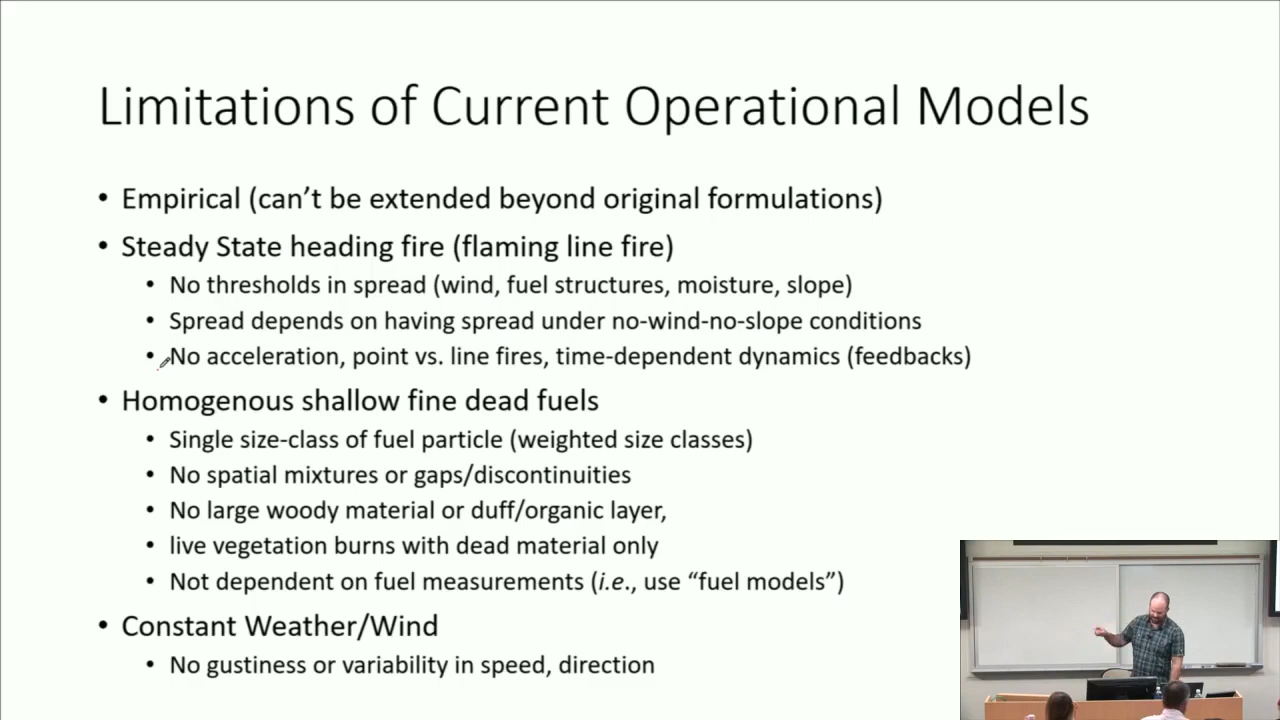 Limitations of Current Operational Models
• Empirical (can’t be extended beyond original formulations)
• Steady State heading fire (flaming line fire)
• No thresholds in spread (wind, fuel structures, moisture, slope)
• Spread depends on having spread under no-wind-no-slope conditions
• No acceleration, point vs. line fires, time-dependent dynamics (feedbacks)
• Homogenous shallow fine dead fuels
• Single size-class of fuel particle (weighted size classes)
• No spatial mixtures or gaps/discontinuities
• No large woody material or duff/organic layer,
• live vegetation burns with dead material only
• Not dependent on fuel measurements (i.e., use “fuel models”)
• Constant Weather/Wind
• No gustiness or variability in speed, direction